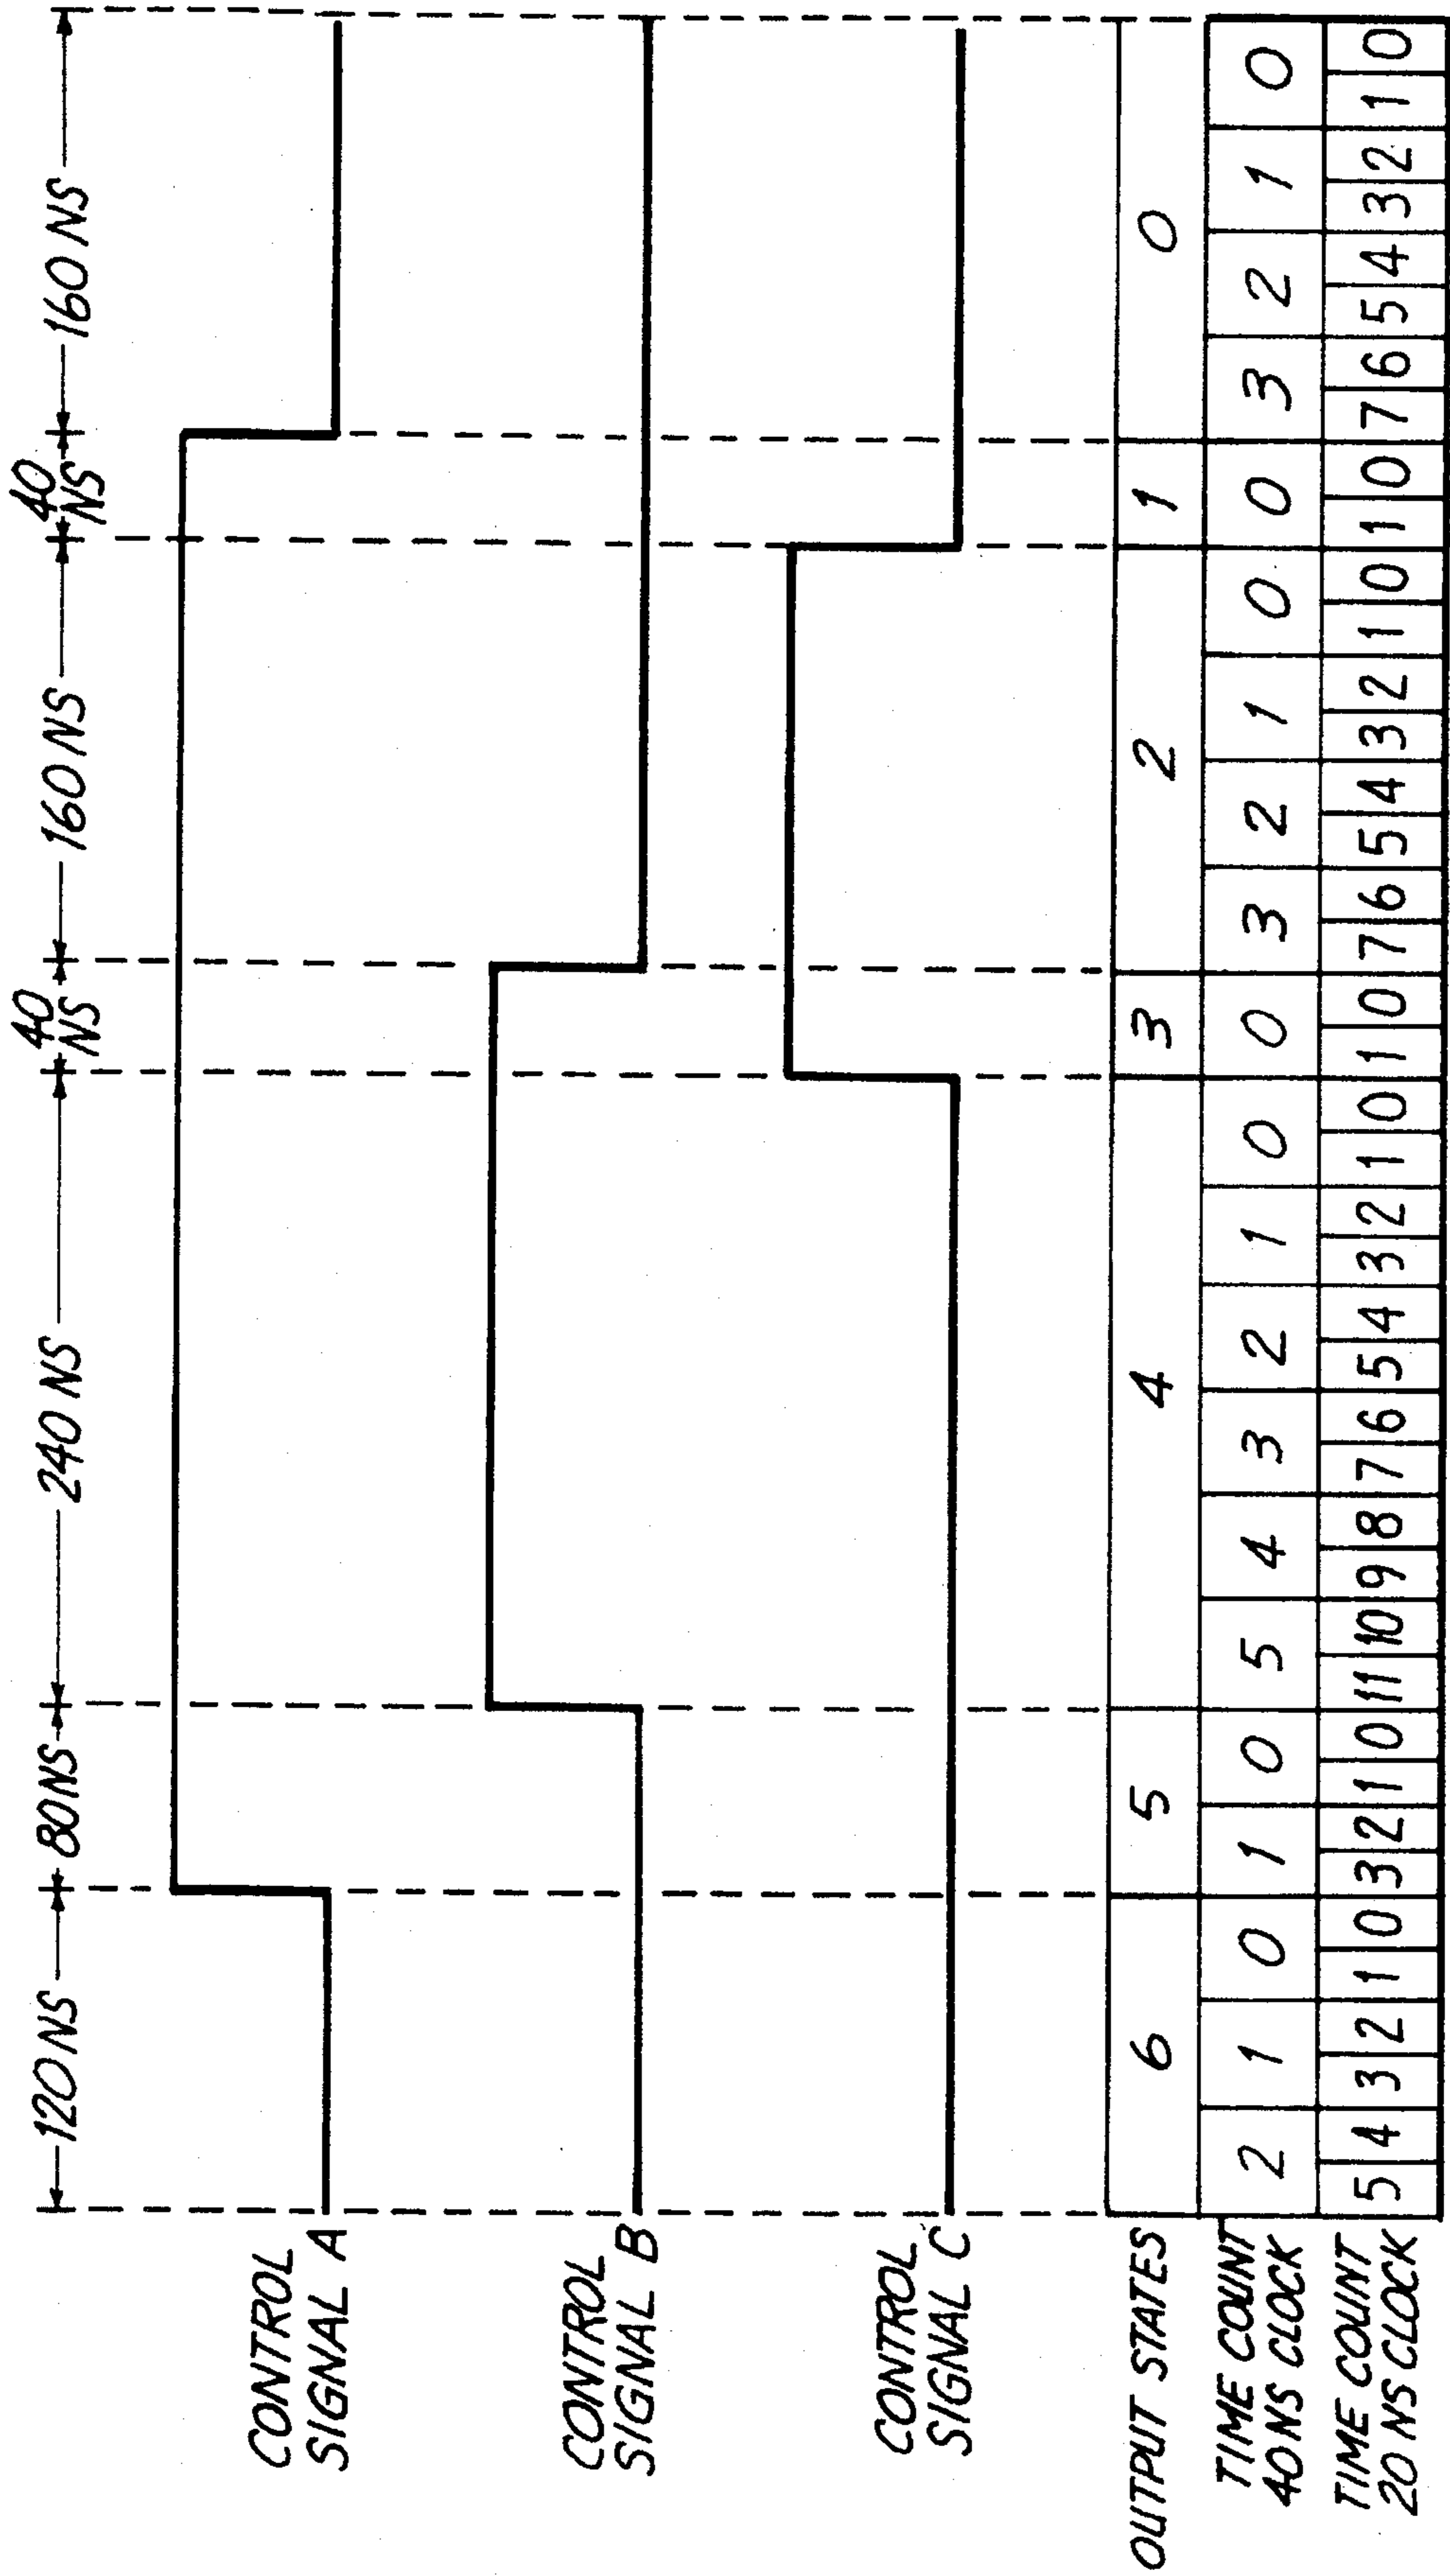 120 NS 80 NS 240 NS 40 NS 160 NS 40 NS 160 NS
CONTROL
SIGNAL A
CONTROL
SIGNAL B
CONTROL
SIGNAL C
OUTPUT STATES 6 5 4 3 2 1 0
TIME COUNT
40 NS CLOCK
2 1 0 1 0 5 4 3 2 1 0 0 3 2 1 0 0 3 2 1 0
TIME COUNT
20 NS CLOCK
5 4 3 2 1 0 3 2 1 0 11 10 9 8 7 6 5 4 3 2 1 0 1 0 7 6 5 4 3 2 1 0 1 0 7 6 5 4 3 2 1 0